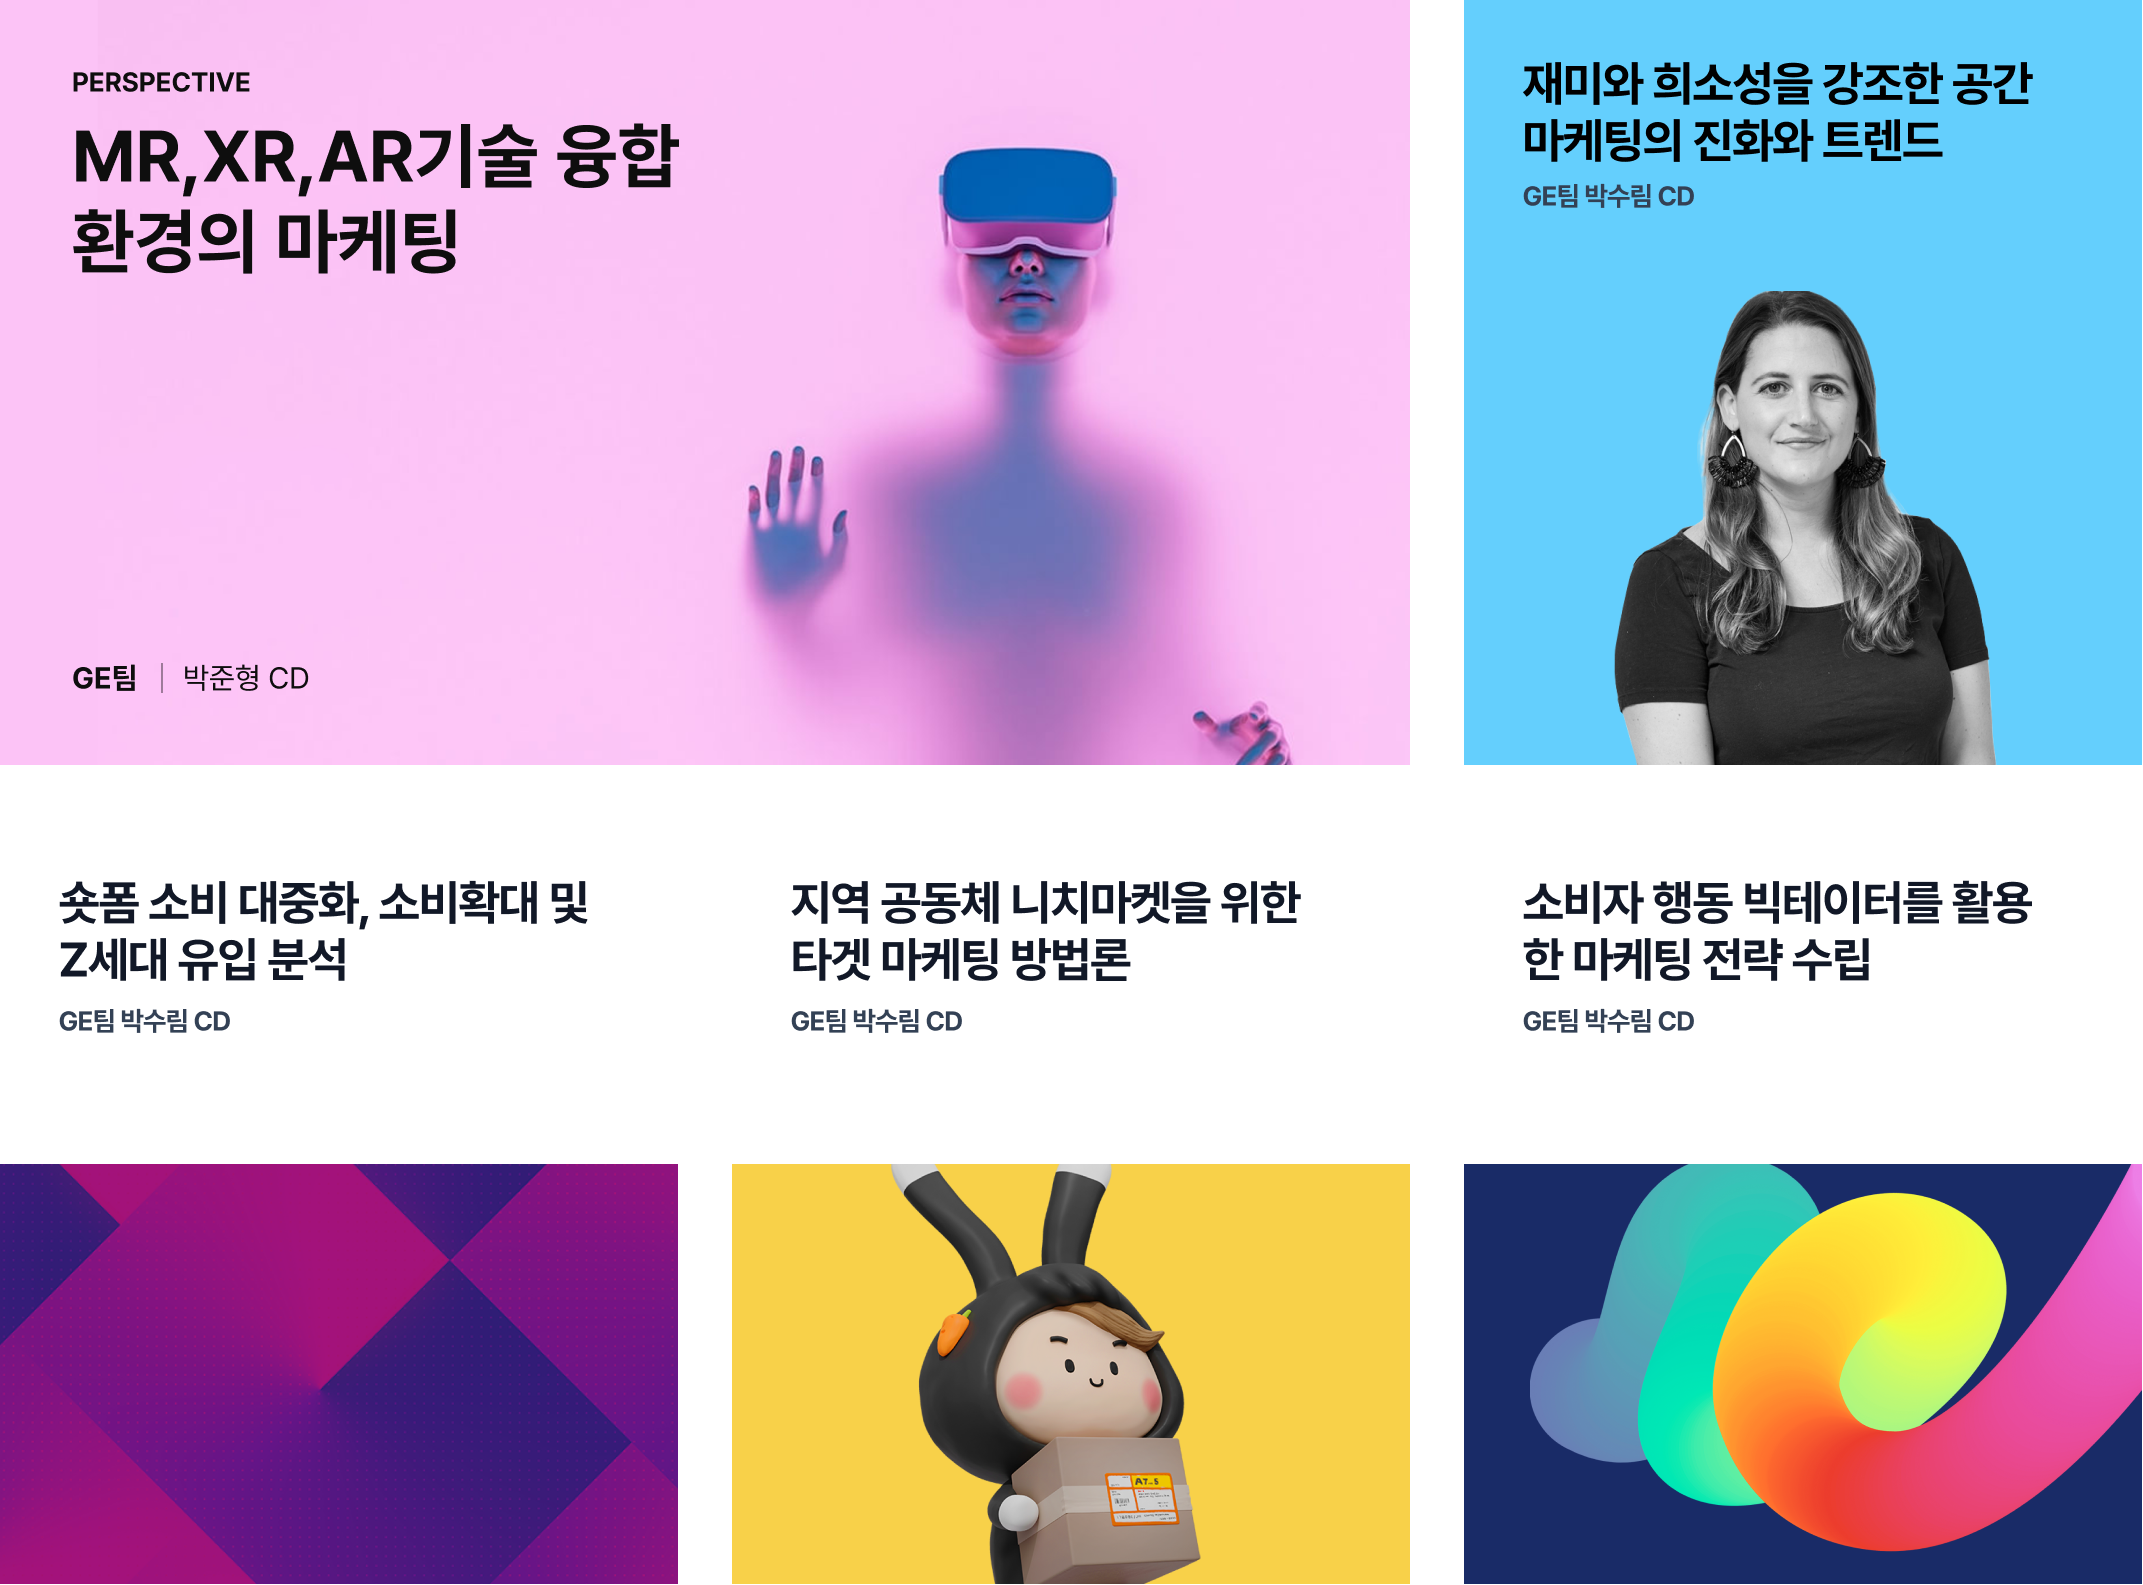 PERSPECTIVE
MR,XR,AR기술 융합
환경의 마케팅
GE팀 | 박준형 CD
재미와 희소성을 강조한 공간
마케팅의 진화와 트렌드
GE팀 박수림 CD
숏폼 소비 대중화, 소비확대 및
Z세대 유입 분석
GE팀 박수림 CD
지역 공동체 니치마켓을 위한
타겟 마케팅 방법론
GE팀 박수림 CD
소비자 행동 빅테이터를 활용
한 마케팅 전략 수립
GE팀 박수림 CD